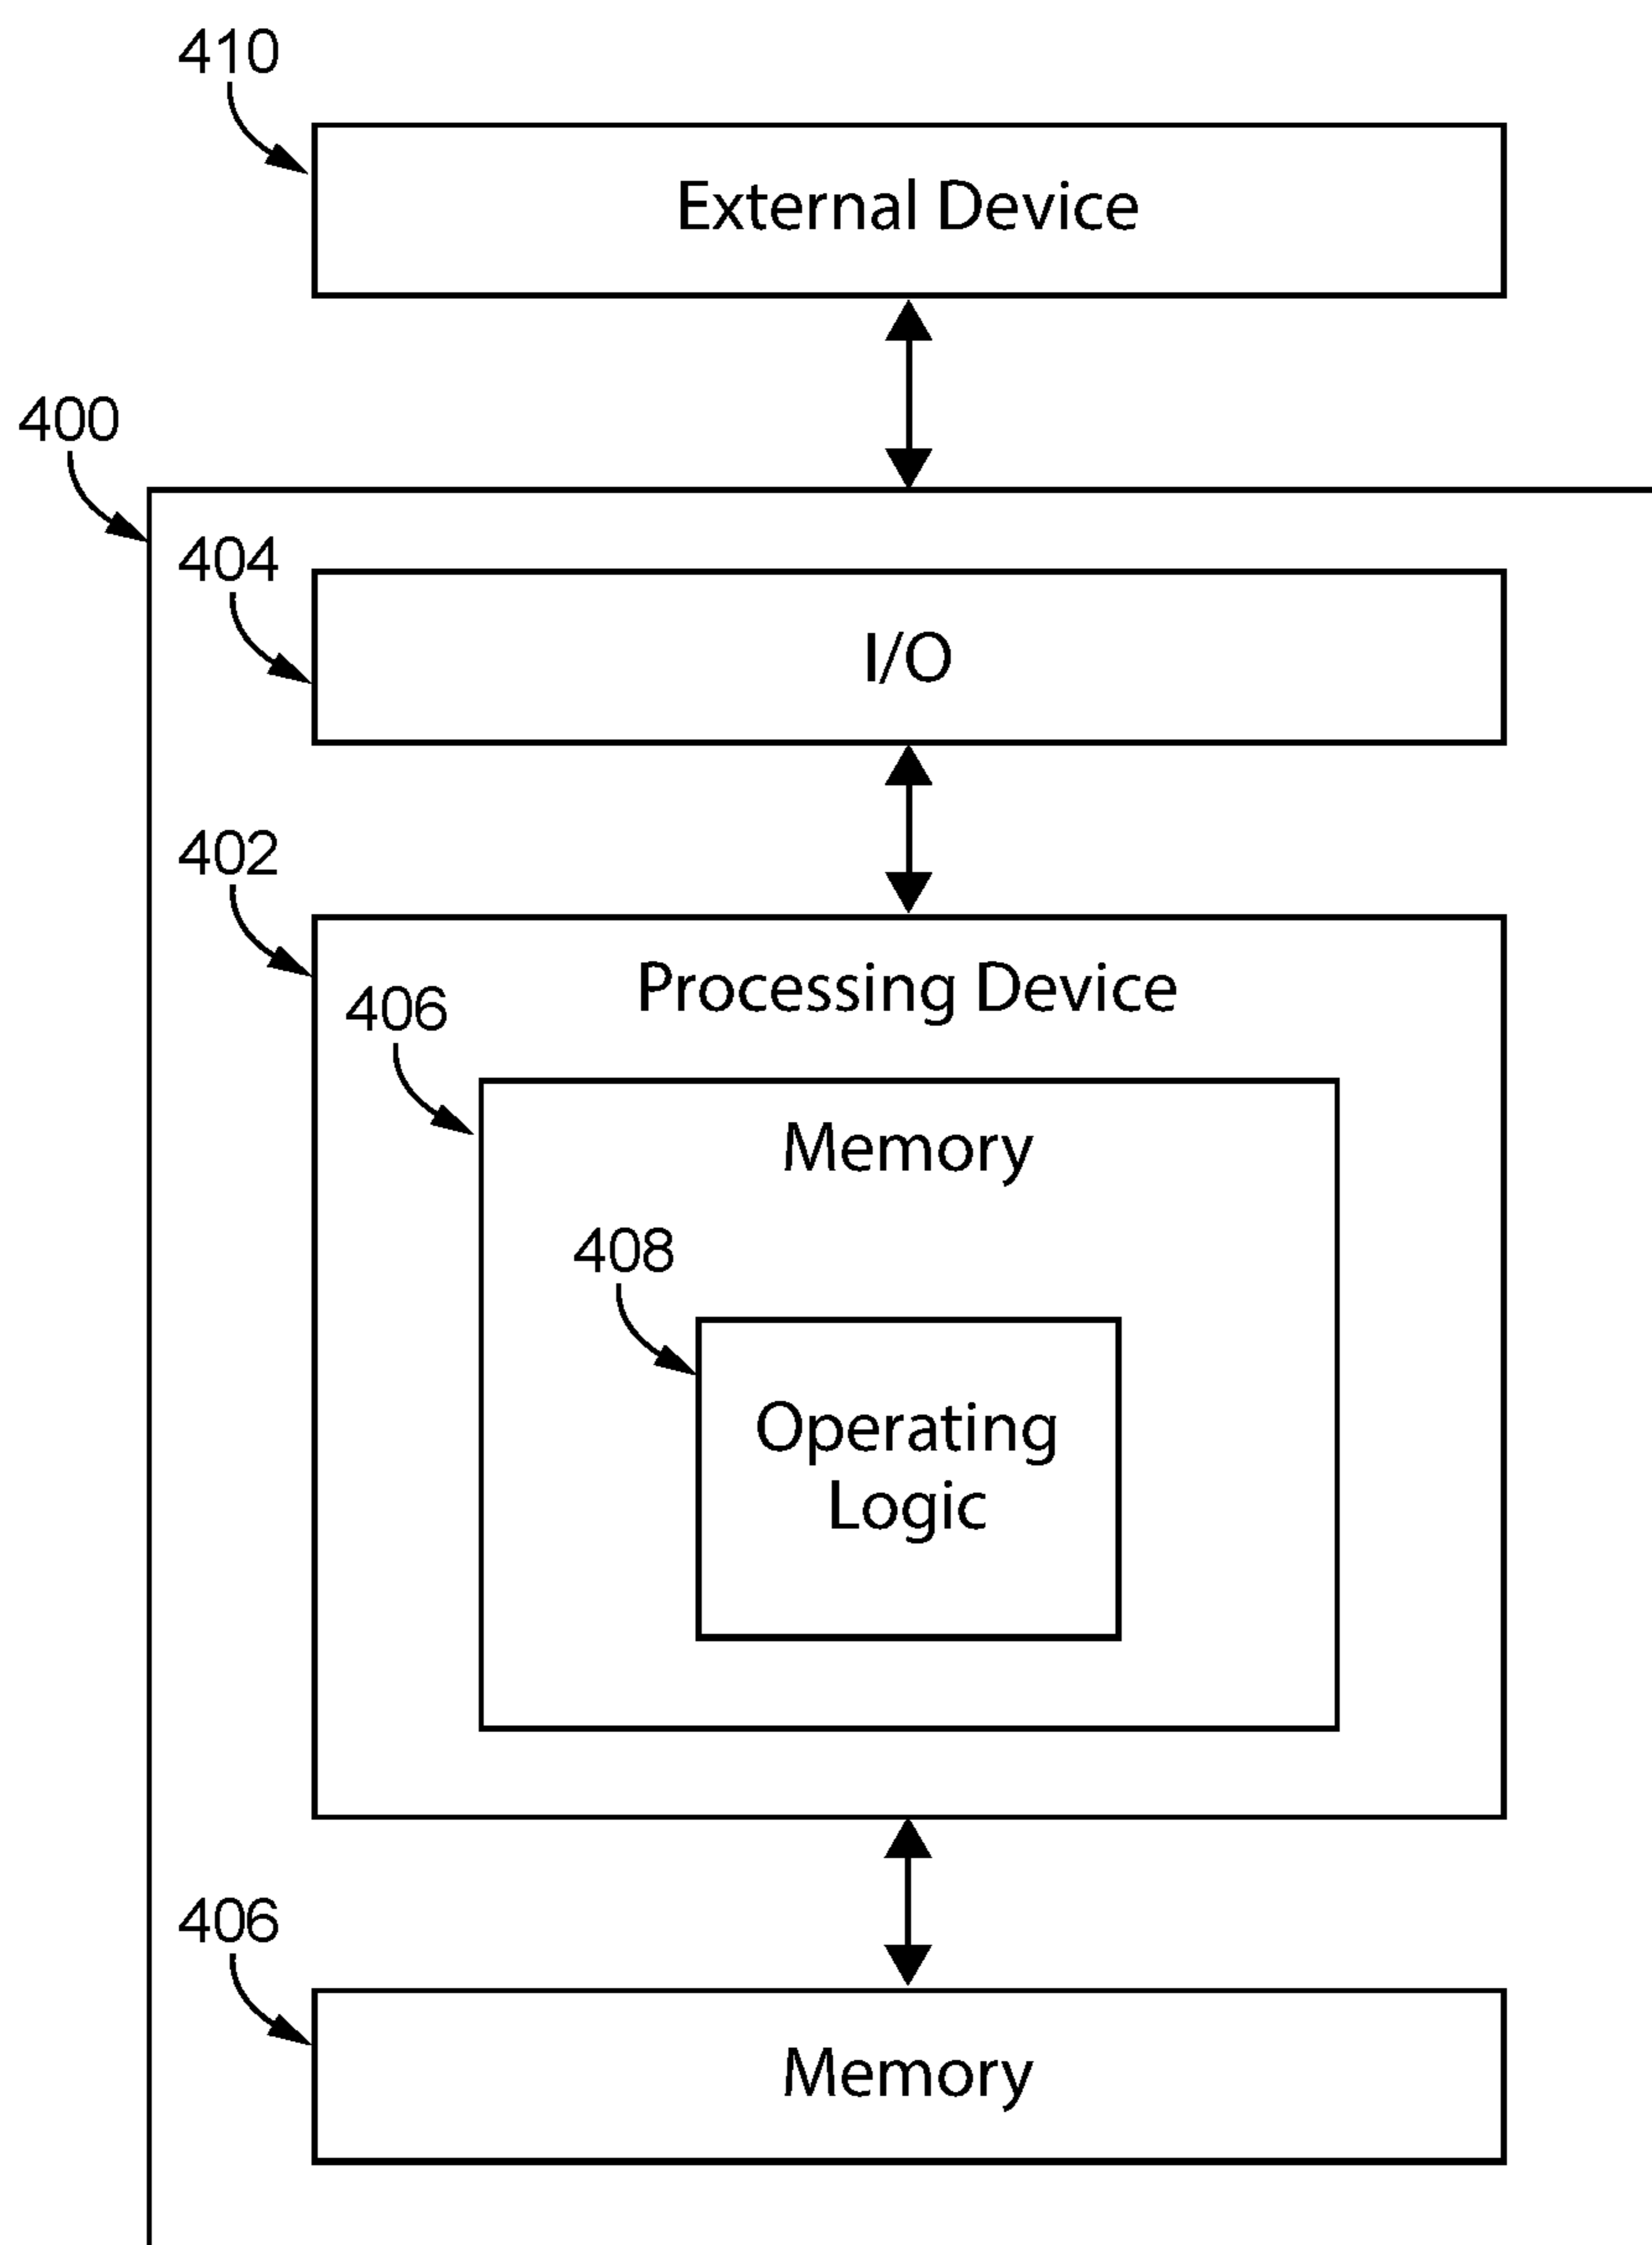 410
External Device
400
404
I/O
402
Processing Device
406
Memory
408
Operating
Logic
406
Memory